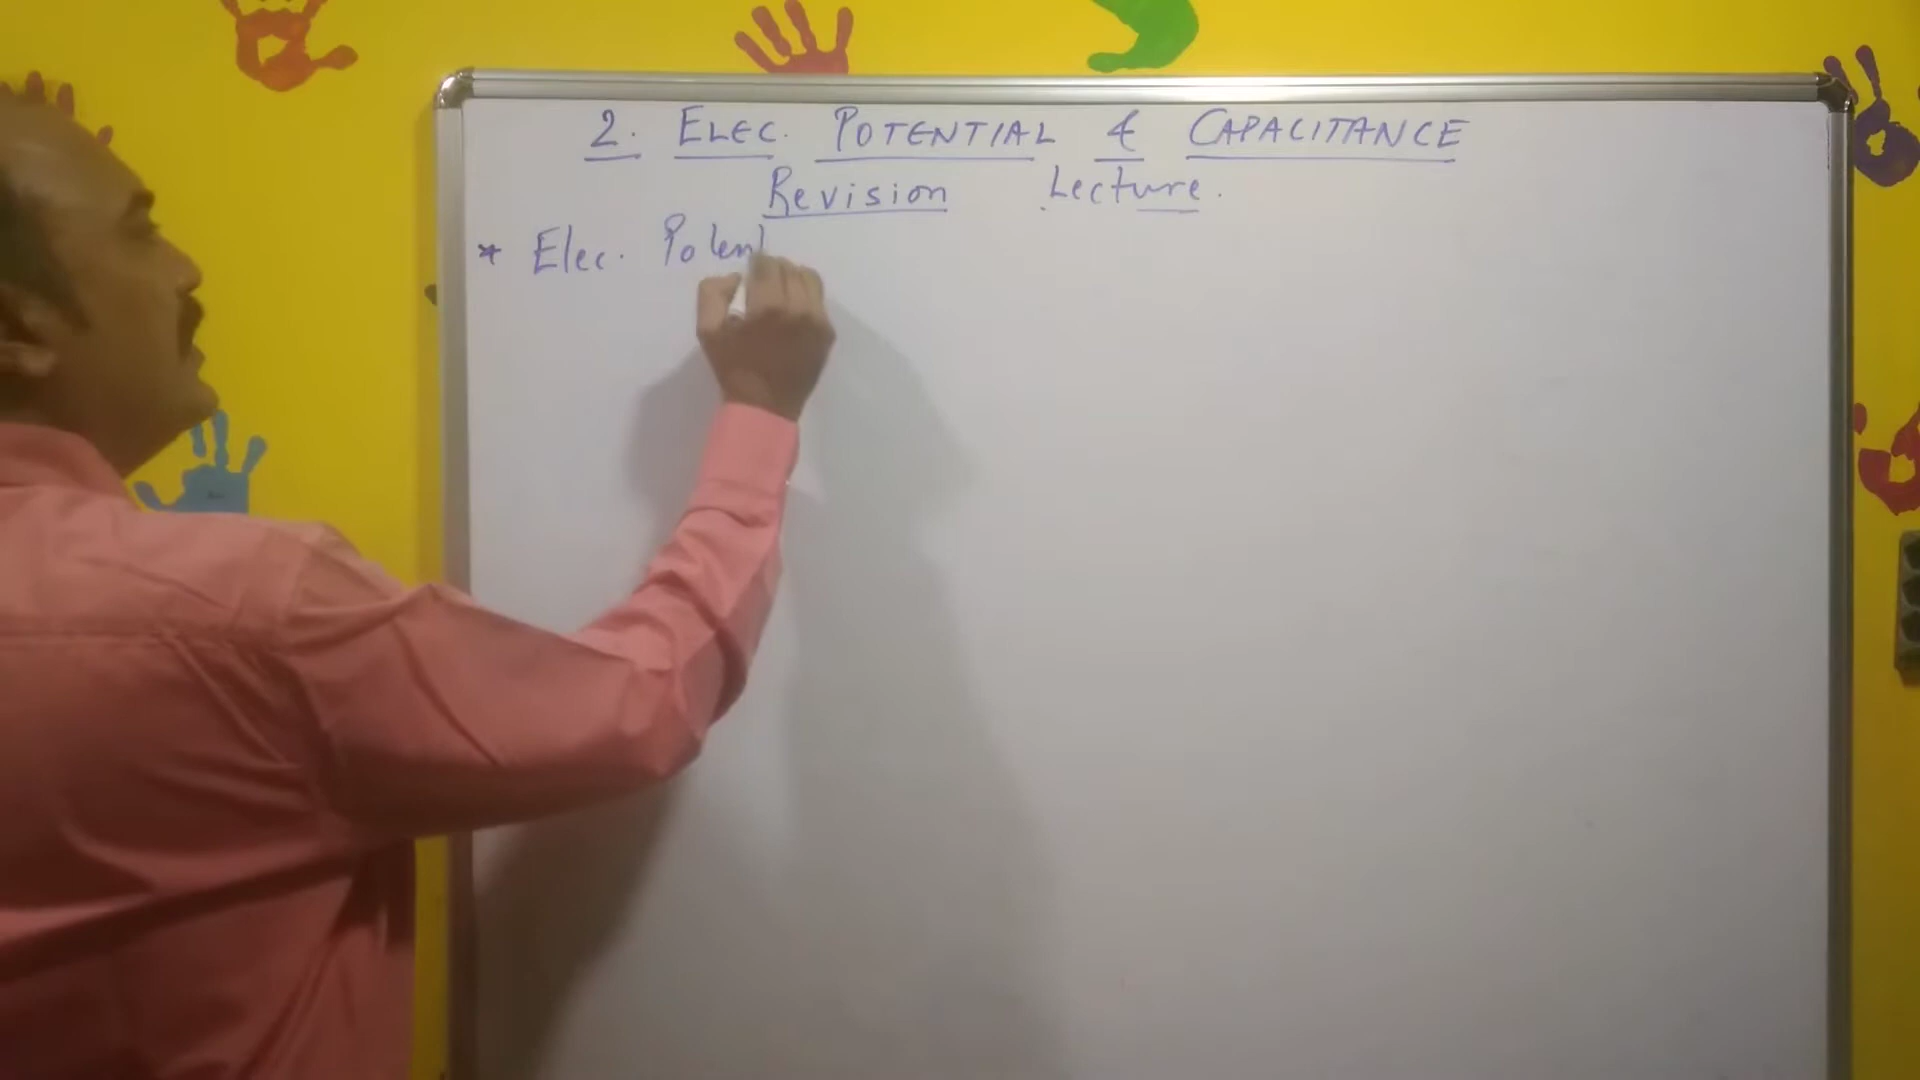 2. ELEC. POTENTIAL & CAPACITANCE
Revision Lecture.
* Elec. Potent